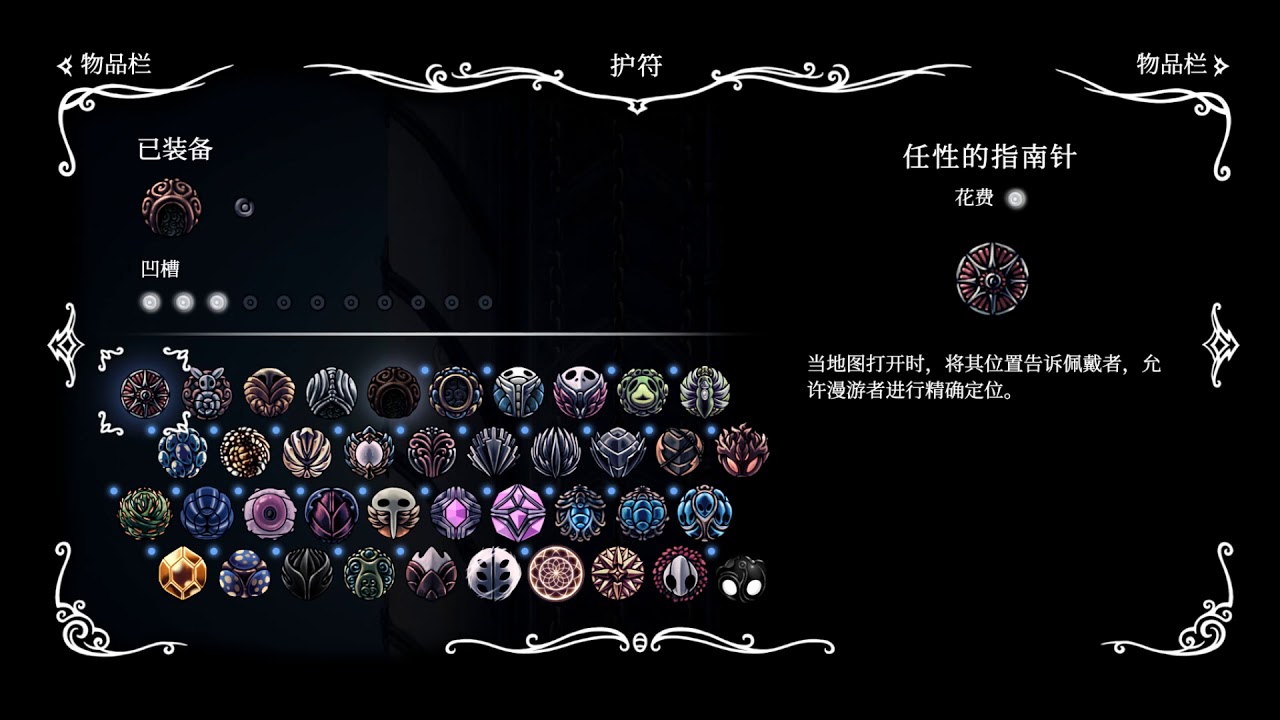 物品栏
护符
物品栏
已装备
凹槽
任性的指南针
花费
当地图打开时，将其位置告诉佩戴者，允
许漫游者进行精确定位。